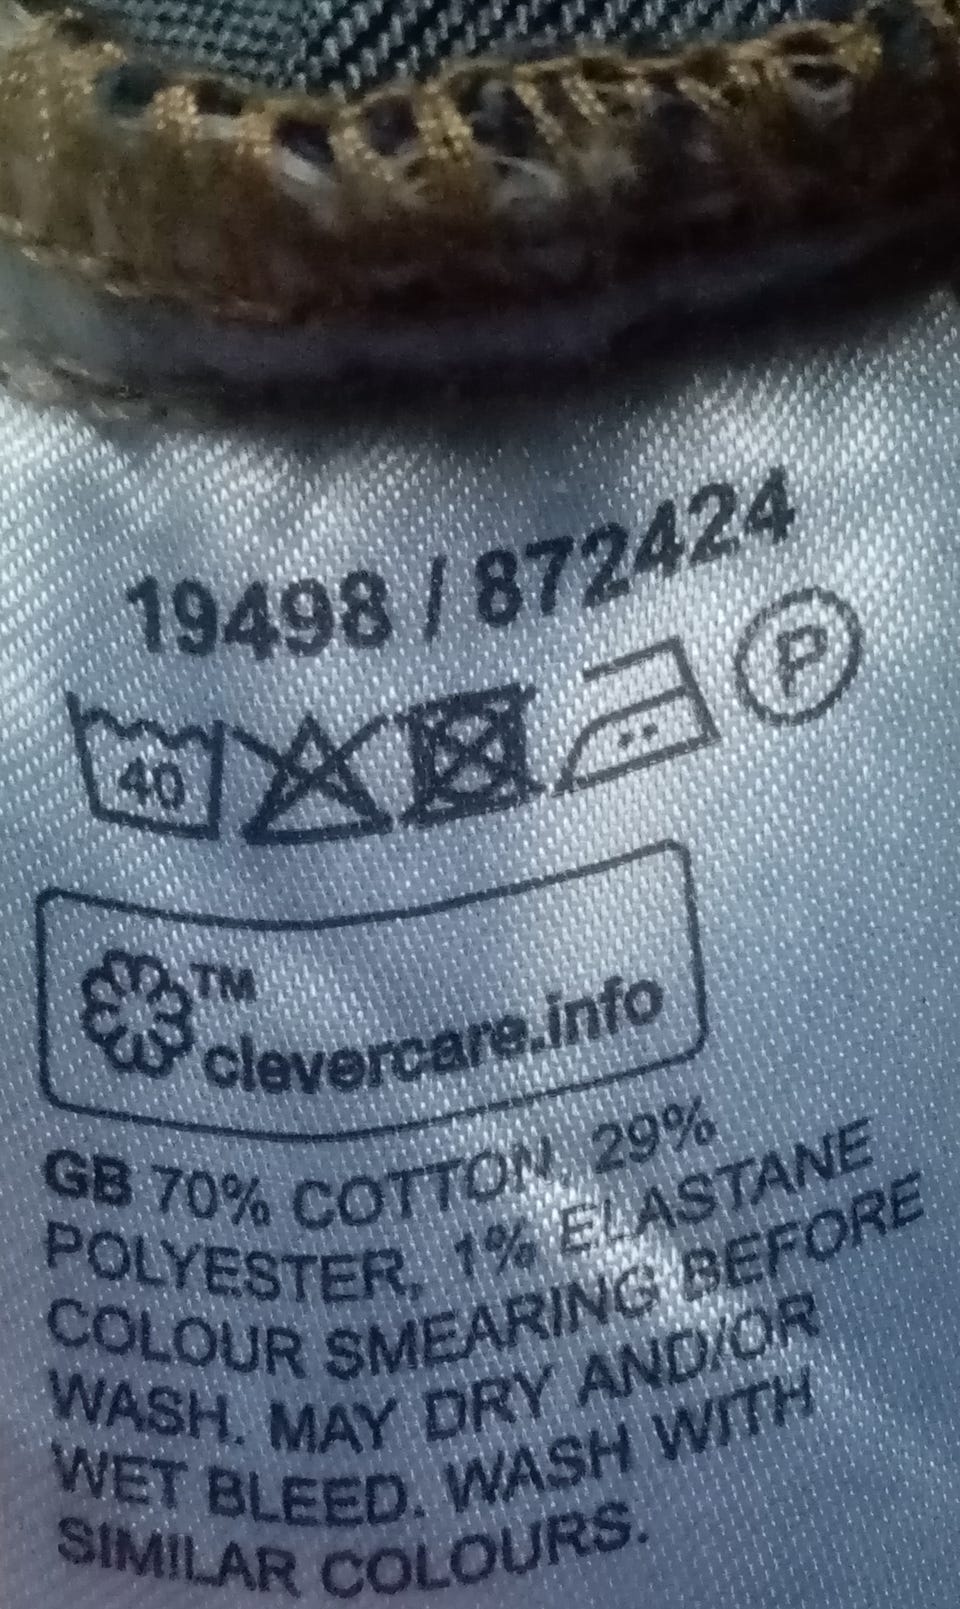 19498 / 872424
40
P
TM
clevercare.info
GB 70% COTTON, 29%
POLYESTER, 1% ELASTANE
COLOUR SMEARING BEFORE
WASH. MAY DRY AND/OR
WET BLEED. WASH WITH
SIMILAR COLOURS.